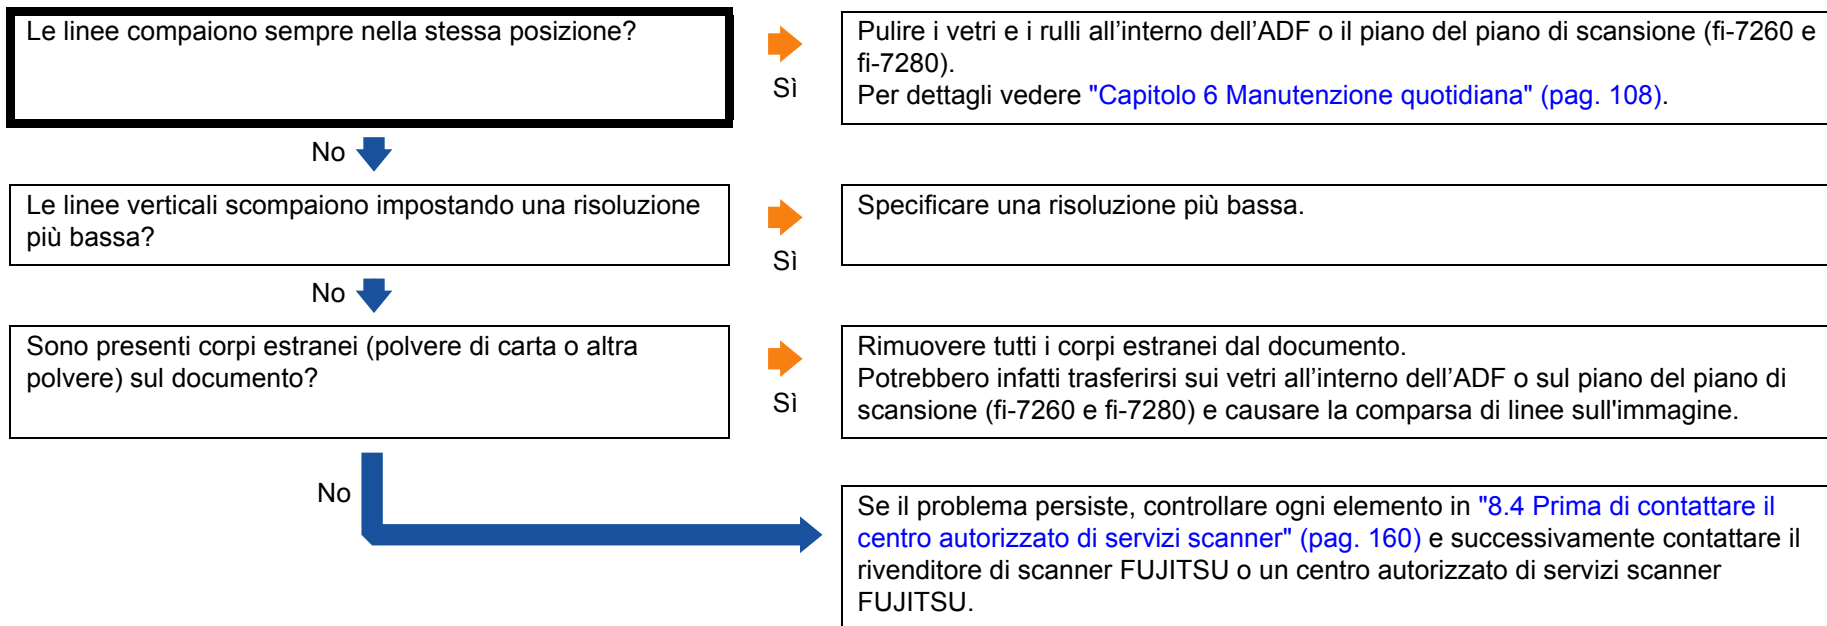 Le linee compaiono sempre nella stessa posizione?
Sì
Pulire i vetri e i rulli all’interno dell’ADF o il piano del piano di scansione (fi-7260 e
fi-7280).
Per dettagli vedere "Capitolo 6 Manutenzione quotidiana" (pag. 108).
No
Le linee verticali scompaiono impostando una risoluzione
più bassa?
Sì
Specificare una risoluzione più bassa.
No
Sono presenti corpi estranei (polvere di carta o altra
polvere) sul documento?
Sì
Rimuovere tutti i corpi estranei dal documento.
Potrebbero infatti trasferirsi sui vetri all’interno dell’ADF o sul piano del piano di
scansione (fi-7260 e fi-7280) e causare la comparsa di linee sull'immagine.
No
Se il problema persiste, controllare ogni elemento in "8.4 Prima di contattare il
centro autorizzato di servizi scanner" (pag. 160) e successivamente contattare il
rivenditore di scanner FUJITSU o un centro autorizzato di servizi scanner
FUJITSU.